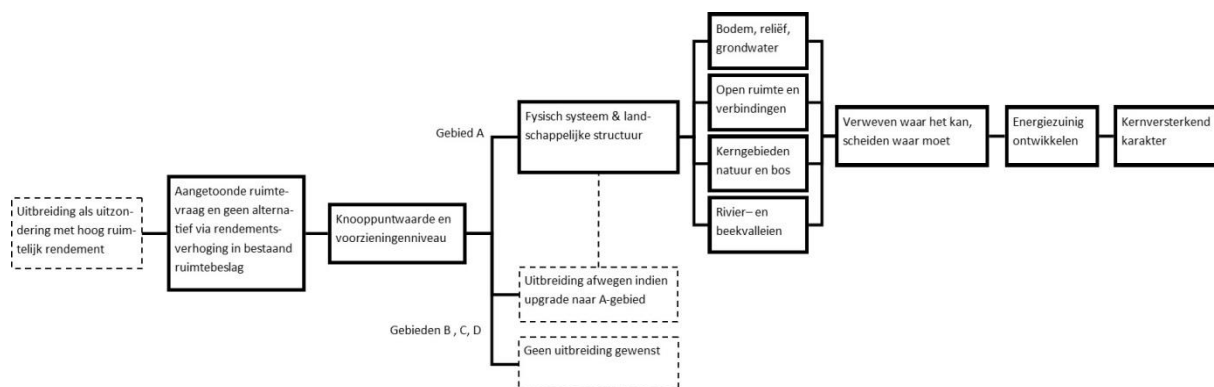 Uitbreiding als uitzon-
dering met hoog ruim-
telijk rendement
Aangetoonde ruimte-
vraag en geen alterna-
tief via rendements-
verhoging in bestaand
ruimtebeslag
Knooppuntwaarde en
voorzieningenniveau
Gebied A
Fysisch systeem & land-
schappelijke structuur
Bodem, reliëf,
grondwater
Open ruimte en
verbindingen
Kerngebieden
natuur en bos
Rivier– en
beekvalleien
Verweven waar het kan,
scheiden waar moet
Energiezuinig
ontwikkelen
Kernversterkend
karakter
Gebieden B , C, D
Uitbreiding afwegen indien
upgrade naar A-gebied
Geen uitbreiding gewenst